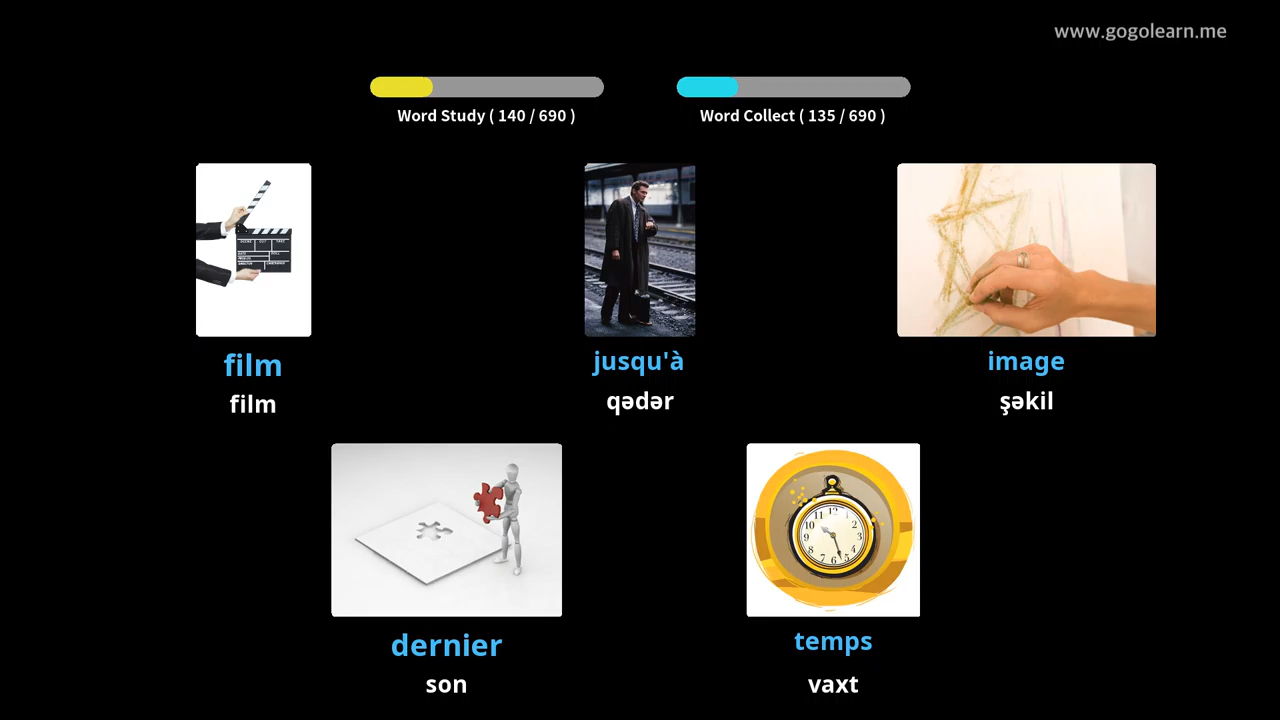 www.gogolearn.me
Word Study ( 140 / 690 )
Word Collect ( 135 / 690 )
film
film
jusqu'à
qədər
image
şəkil
dernier
son
temps
vaxt